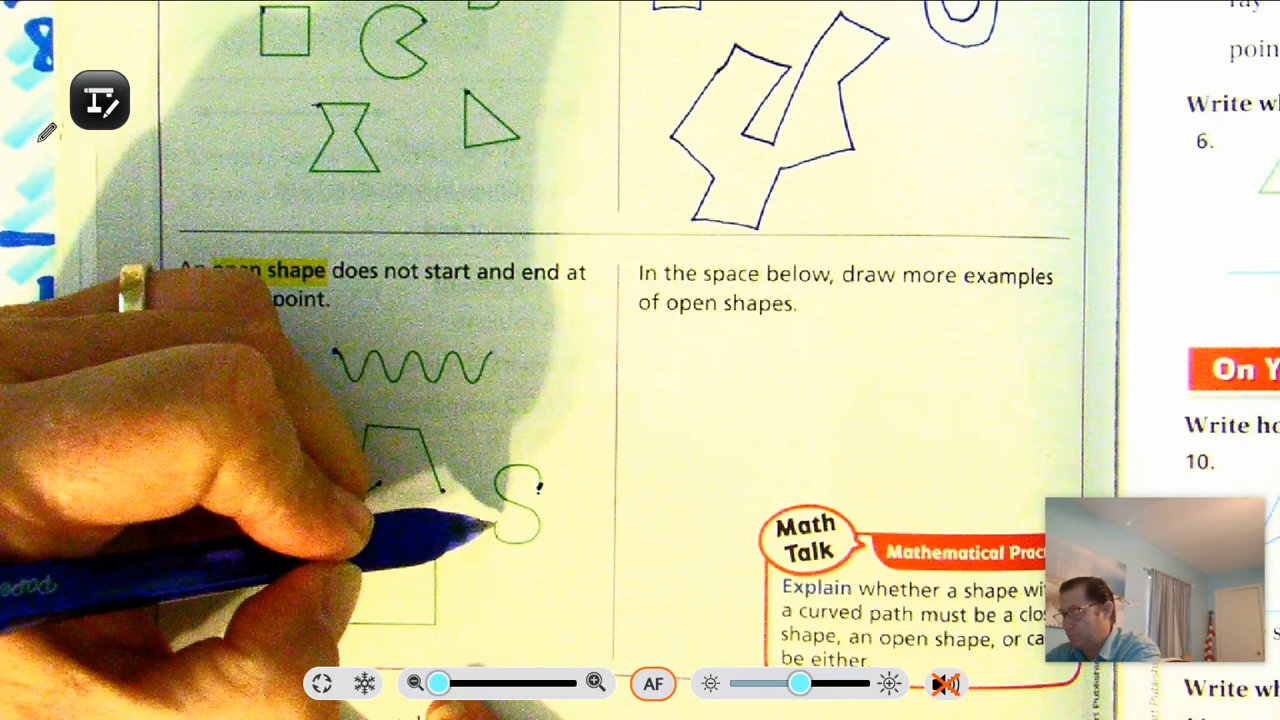 8
ray
poin
Write wh
6.
open shape does not start and end at
point.
In the space below, draw more examples
of open shapes.
On Y
Write ho
10.
S
Math
Talk
Mathematical Prac
Explain whether a shape wi
a curved path must be a clo
shape, an open shape, or ca
be either.
AF
Write wh